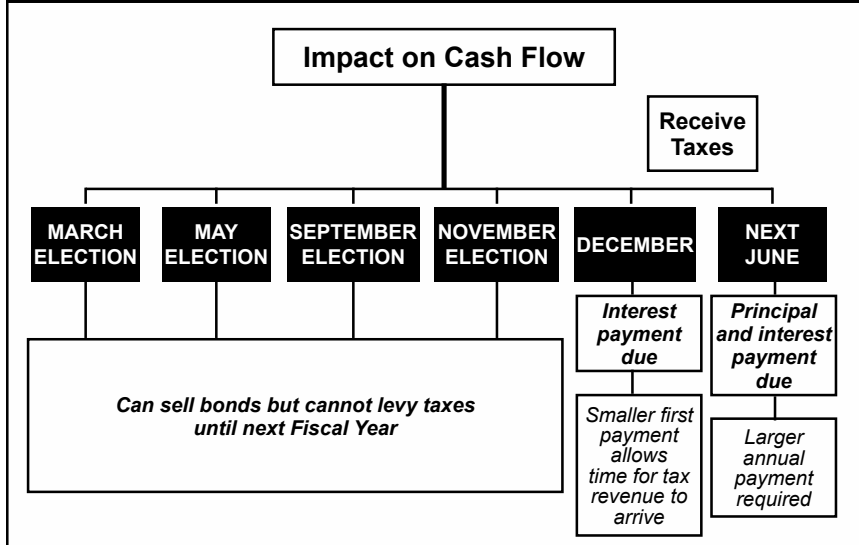 Impact on Cash Flow
Receive
Taxes
MARCH
ELECTION
MAY
ELECTION
SEPTEMBER
ELECTION
NOVEMBER
ELECTION
DECEMBER
NEXT
JUNE
Can sell bonds but cannot levy taxes
until next Fiscal Year
Interest
payment
due
Smaller first
payment
allows
time for tax
revenue to
arrive
Principal
and interest
payment
due
Larger
annual
payment
required